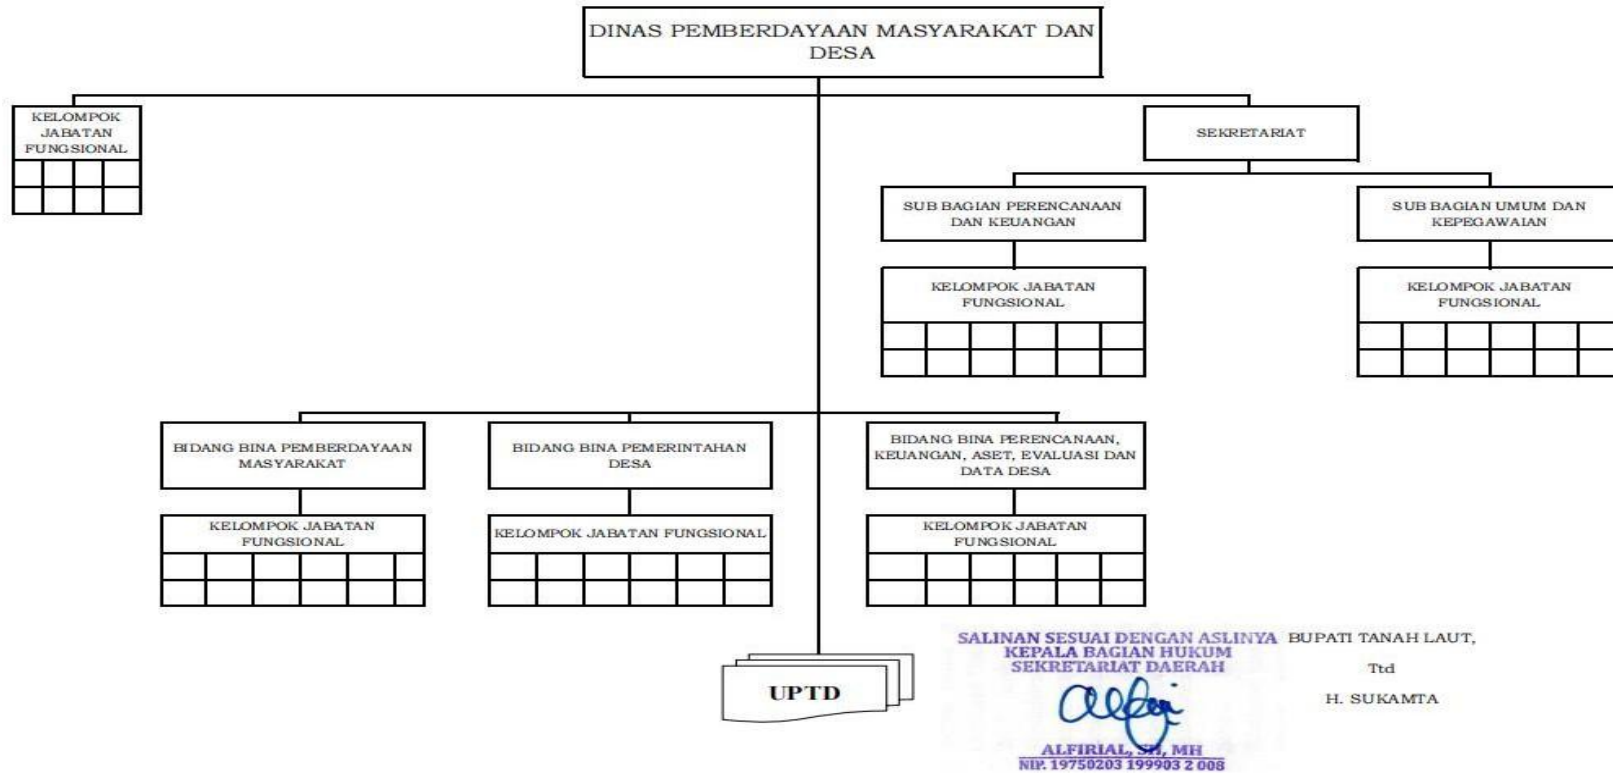 DINAS PEMBERDAYAAN MASYARAKAT DAN
DESA
KELOMPOK
JABATAN
FUNGSIONAL
SEKRETARIAT
SUB BAGIAN PERENCANAAN
DAN KEUANGAN
SUB BAGIAN UMUM DAN
KEPEGAWAIAN
KELOMPOK JABATAN
FUNGSIONAL
KELOMPOK JABATAN
FUNGSIONAL
BIDANG BINA PEMBERDAYAAN
MASYARAKAT
BIDANG BINA PEMERINTAHAN
DESA
BIDANG BINA PERENCANAAN,
KEUANGAN, ASET, EVALUASI DAN
DATA DESA
KELOMPOK JABATAN
FUNGSIONAL
KELOMPOK JABATAN FUNGSIONAL
KELOMPOK JABATAN
FUNGSIONAL
UPTD
SALINAN SESUAI DENGAN ASLINYA
KEPALA BAGIAN HUKUM
SEKRETARIAT DAERAH
ALFIRIAL, SH, MH
NIP. 19750203 199903 2 008
BUPATI TANAH LAUT,
Ttd
H. SUKAMTA